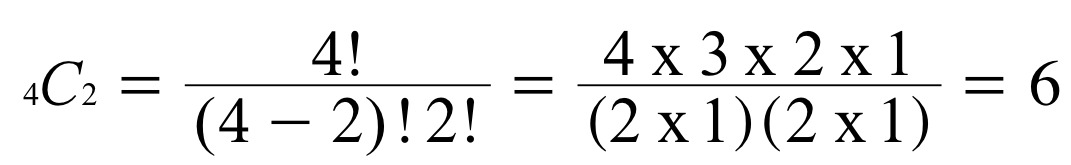 ₄C₂ = 4! / (4 − 2)! 2! = 4 x 3 x 2 x 1 / (2 x 1)(2 x 1) = 6